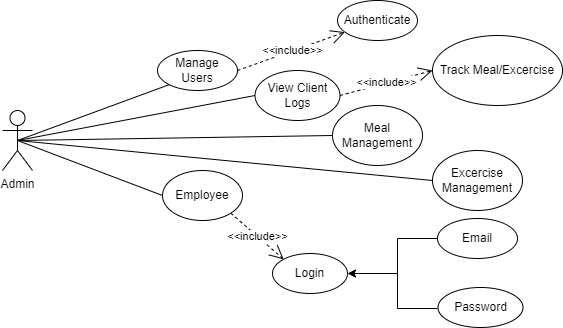 Authenticate
<<include>>
Manage
Users
Track Meal/Excercise
<<include>>
View Client
Logs
Meal
Management
Admin
Excercise
Management
Employee
<<include>>
Email
Login
Password